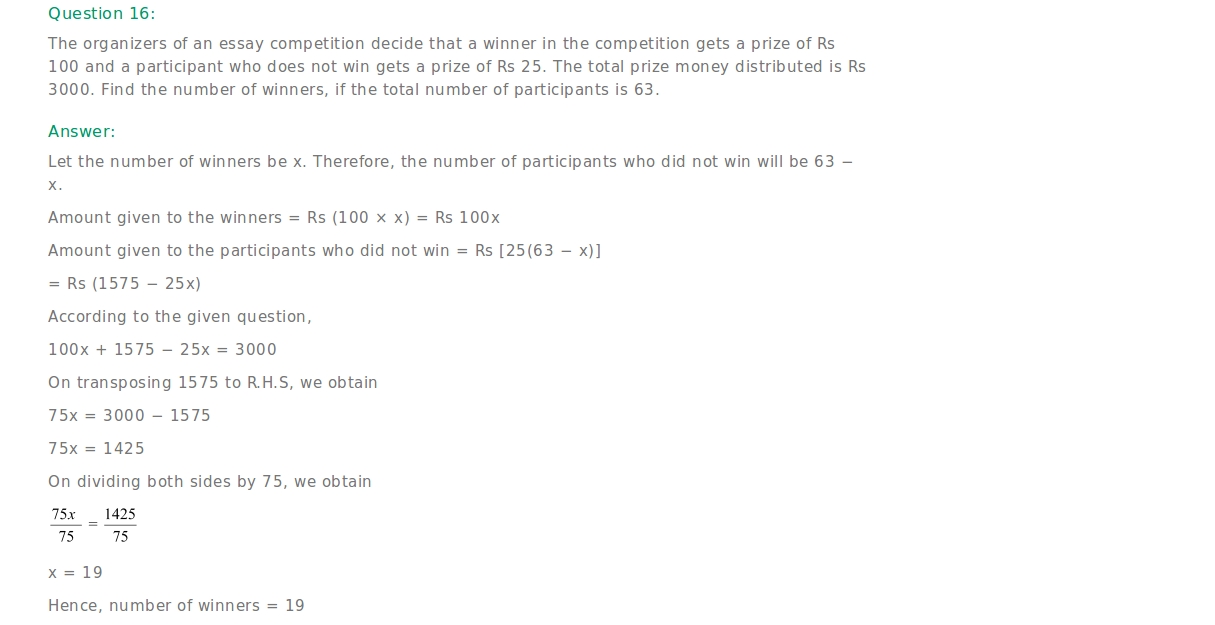 Question 16:
The organizers of an essay competition decide that a winner in the competition gets a prize of Rs
100 and a participant who does not win gets a prize of Rs 25. The total prize money distributed is Rs
3000. Find the number of winners, if the total number of participants is 63.
Answer:
Let the number of winners be x. Therefore, the number of participants who did not win will be 63 −
x.
Amount given to the winners = Rs (100 × x) = Rs 100x
Amount given to the participants who did not win = Rs [25(63 − x)]
= Rs (1575 − 25x)
According to the given question,
100x + 1575 − 25x = 3000
On transposing 1575 to R.H.S, we obtain
75x = 3000 − 1575
75x = 1425
On dividing both sides by 75, we obtain
75x/75 = 1425/75
x = 19
Hence, number of winners = 19